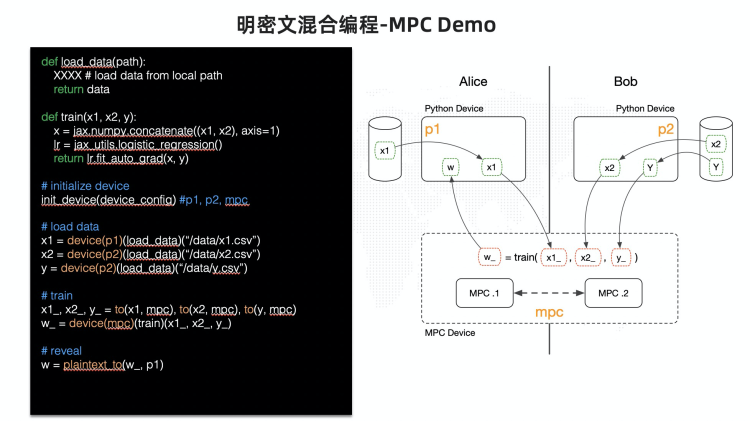 明密文混合编程-MPC Demo
def load_data(path):
XXXX # load data from local path
return data
def train(x1, x2, y):
x = jax.numpy.concatenate((x1, x2), axis=1)
lr = jax_utils.logistic_regression()
return lr.fit_auto_grad(x, y)
# initialize device
init_device(device_config) #p1, p2, mpc
# load data
x1 = device(p1)(load_data)(“/data/x1.csv”)
x2 = device(p2)(load_data)(“/data/x2.csv”)
y = device(p2)(load_data)(“/data/y.csv”)
# train
x1_, x2_, y_ = to(x1, mpc), to(x2, mpc), to(y, mpc)
w_ = device(mpc)(train)(x1_, x2_, y_)
# reveal
w = plaintext_to(w_, p1)
Alice
Bob
Python Device
Python Device
p1
p2
x1
w
x1
x2
Y
x2
Y
w_ = train( x1_ , x2_ , y_ )
MPC .1
MPC .2
mpc
MPC Device